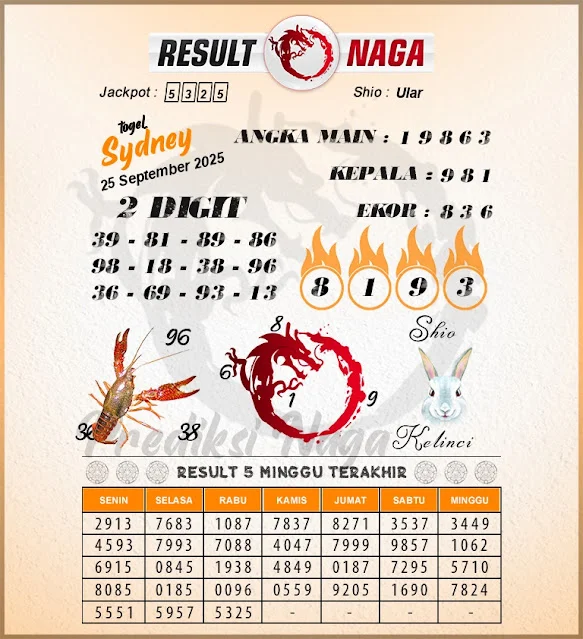 RESULT NAGA
Jackpot : 5 3 2 5
Shio : Ular
togel
Sydney
25 September 2025
ANGKA MAIN : 1 9 8 6 3
KEPALA : 9 8 1
EKOR : 8 3 6
2 DIGIT
39 - 81 - 89 - 86
98 - 18 - 38 - 96
36 - 69 - 93 - 13
8 1 9 3
96
36
38
8
6
1
9
Shio
Kelinci
Prediksi Naga
RESULT 5 MINGGU TERAKHIR
SENIN SELASA RABU KAMIS JUMAT SABTU MINGGU
2913 7683 1087 7837 8271 3537 3449
4593 7993 7088 4047 7999 9857 1062
6915 0845 1938 4849 0187 7295 5710
8085 0185 0096 0559 9205 1690 7824
5551 5957 5325 - - - -